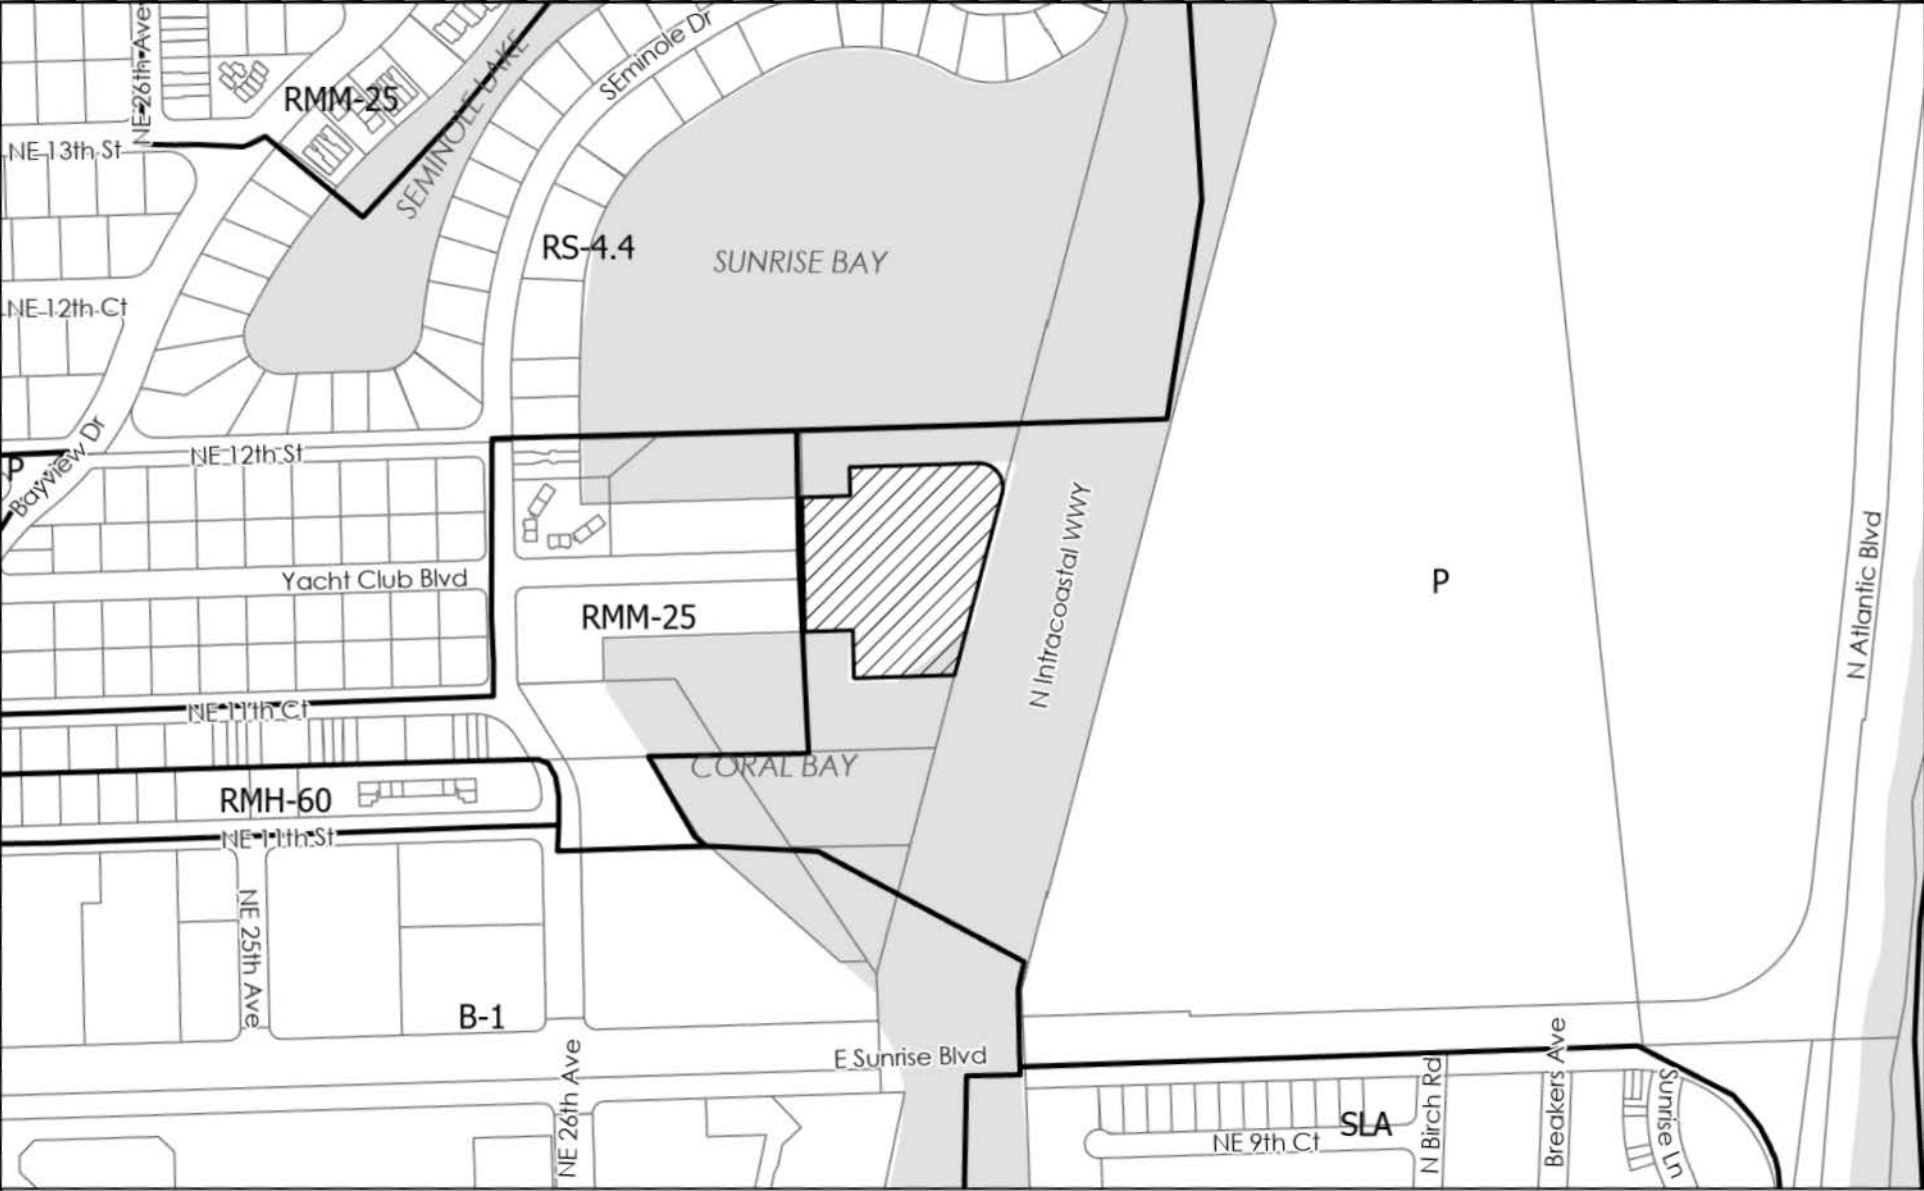 NE 26th Ave
SEminole Dr
RMM-25
SEMINOLE LAKE
NE 13th St
RS-4.4
SUNRISE BAY
NE 12th Ct
Bayview Dr
NE 12th St
P
N Intracoastal WWY
N Atlantic Blvd
Yacht Club Blvd
P
RMM-25
NE 11th Ct
CORAL BAY
RMH-60
NE 11th St
NE 25th Ave
B-1
E Sunrise Blvd
NE 26th Ave
N Birch Rd
Breakers Ave
Sunrise Ln
SLA
NE 9th Ct